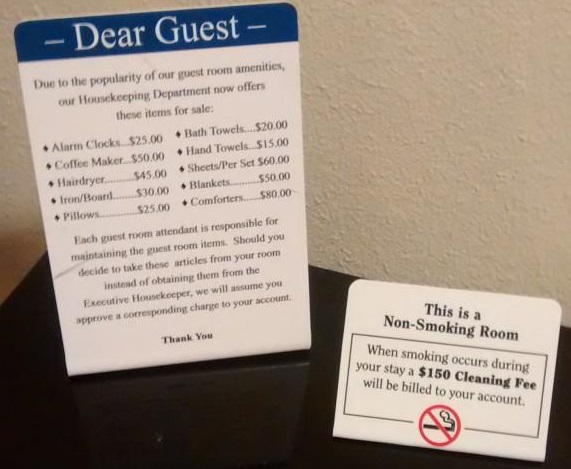 – Dear Guest –
Due to the popularity of our guest room amenities,
our Housekeeping Department now offers
these items for sale:
♦ Alarm Clocks...$25.00
♦ Coffee Maker...$50.00
♦ Hairdryer..........$45.00
♦ Iron/Board........$30.00
♦ Pillows..............$25.00
♦ Bath Towels....$20.00
♦ Hand Towels...$15.00
♦ Sheets/Per Set $60.00
♦ Blankets..........$50.00
♦ Comforters.....$80.00
Each guest room attendant is responsible for
maintaining the guest room items. Should you
decide to take these articles from your room
instead of obtaining them from the
Executive Housekeeper, we will assume you
approve a corresponding charge to your account.
Thank You
This is a
Non-Smoking Room
When smoking occurs during
your stay a $150 Cleaning Fee
will be billed to your account.